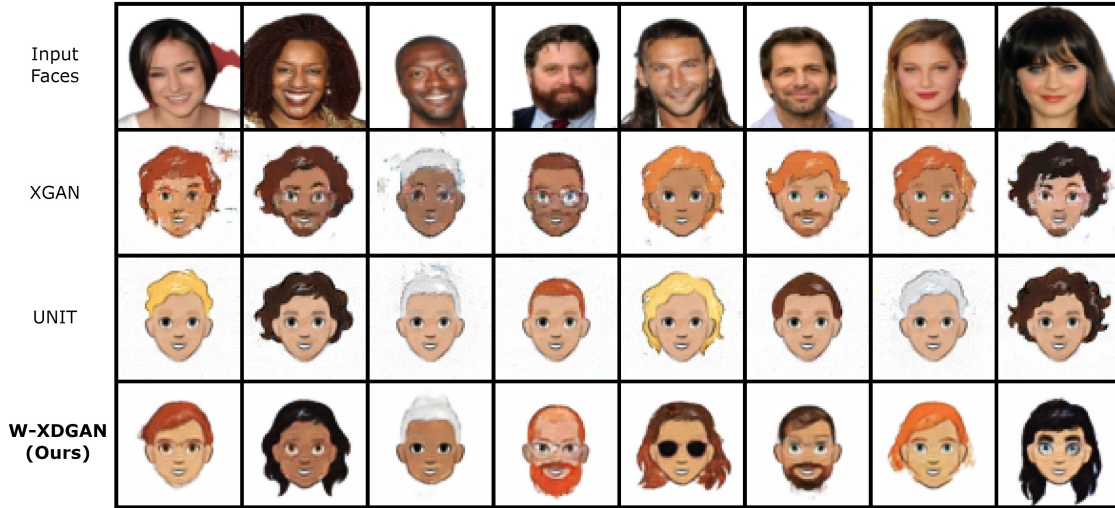 Input
Faces
XGAN
UNIT
W-XDGAN
(Ours)